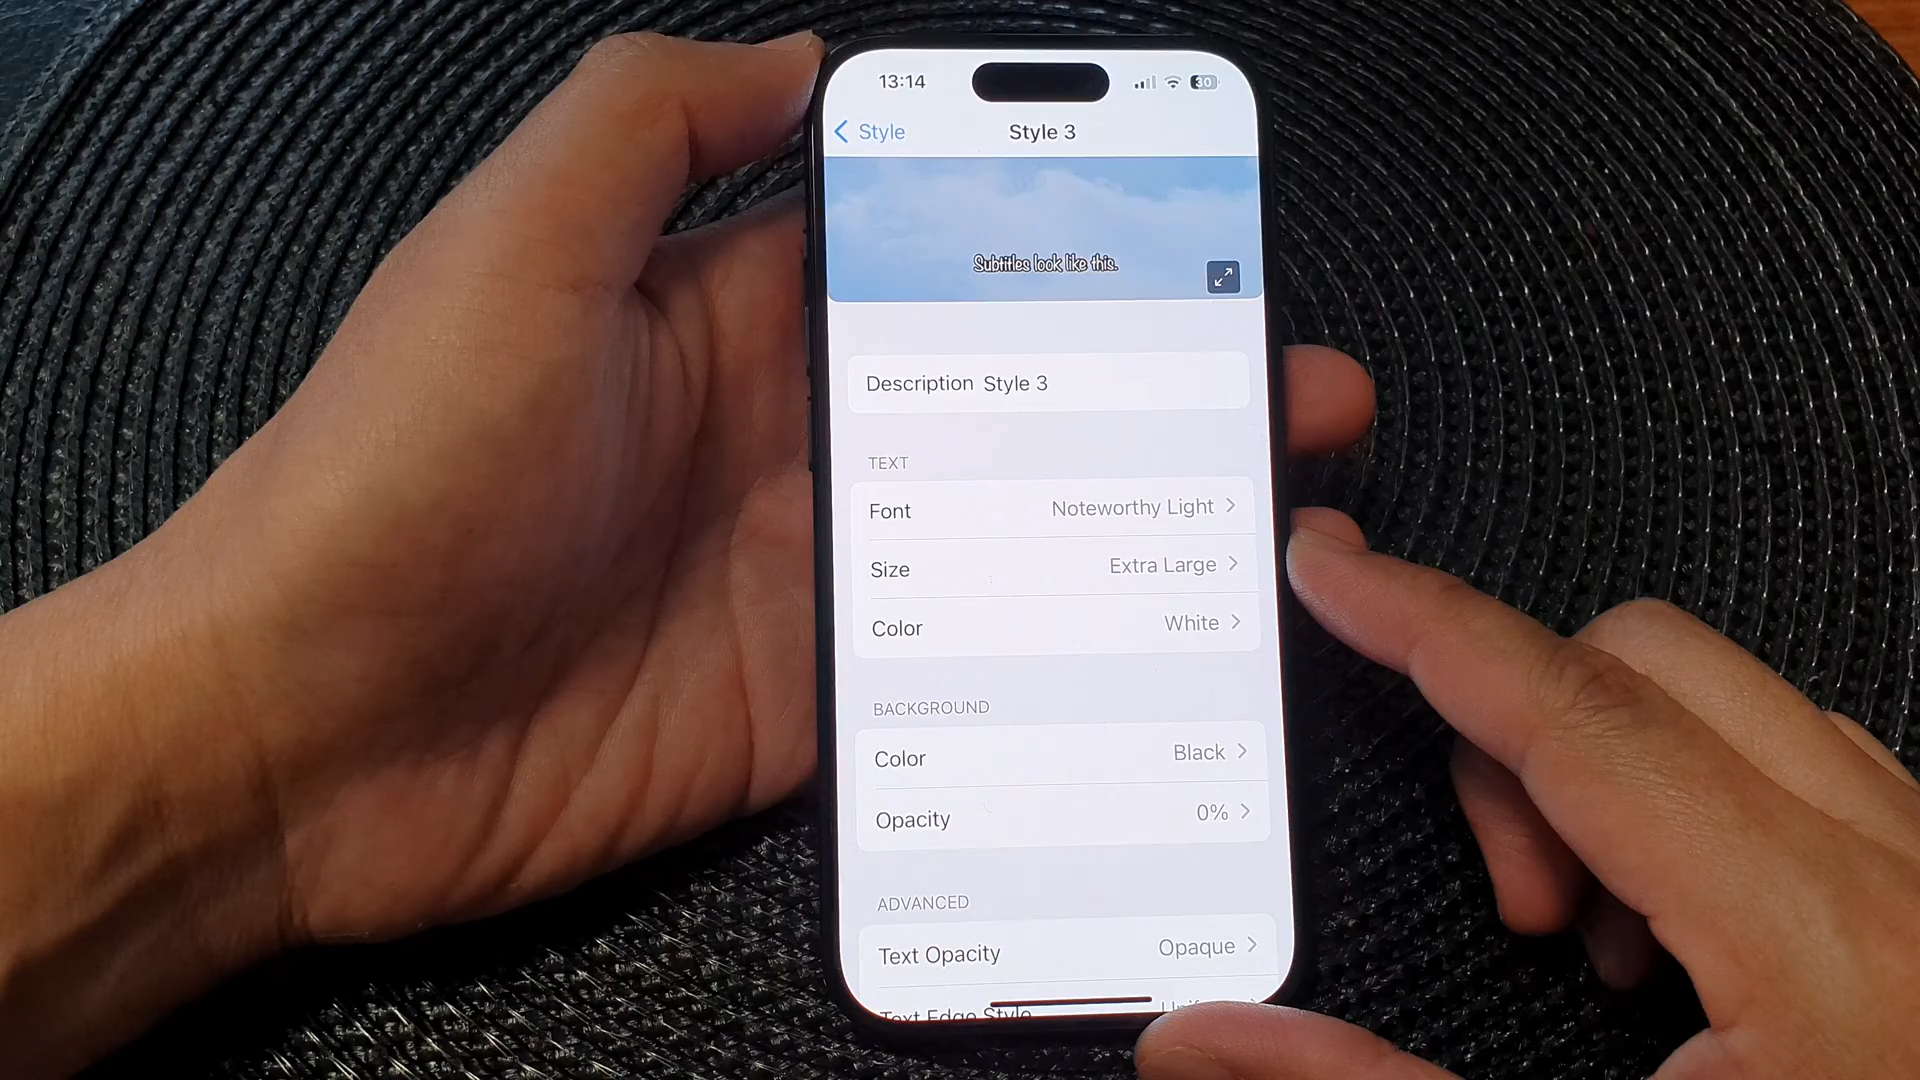 13:14
30
Style
Style 3
Subtitles look like this.
Description Style 3
TEXT
Font Noteworthy Light
Size Extra Large
Color White
BACKGROUND
Color Black
Opacity 0%
ADVANCED
Text Opacity Opaque
Text Edge Style